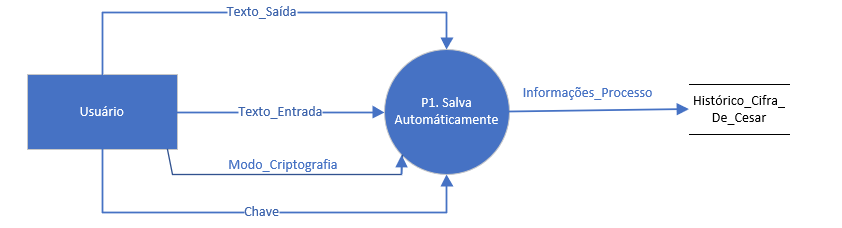 Texto_Saída
Usuário
Texto_Entrada
P1. Salva
Automáticamente
Informações_Processo
Histórico_Cifra_
De_Cesar
Modo_Criptografia
Chave